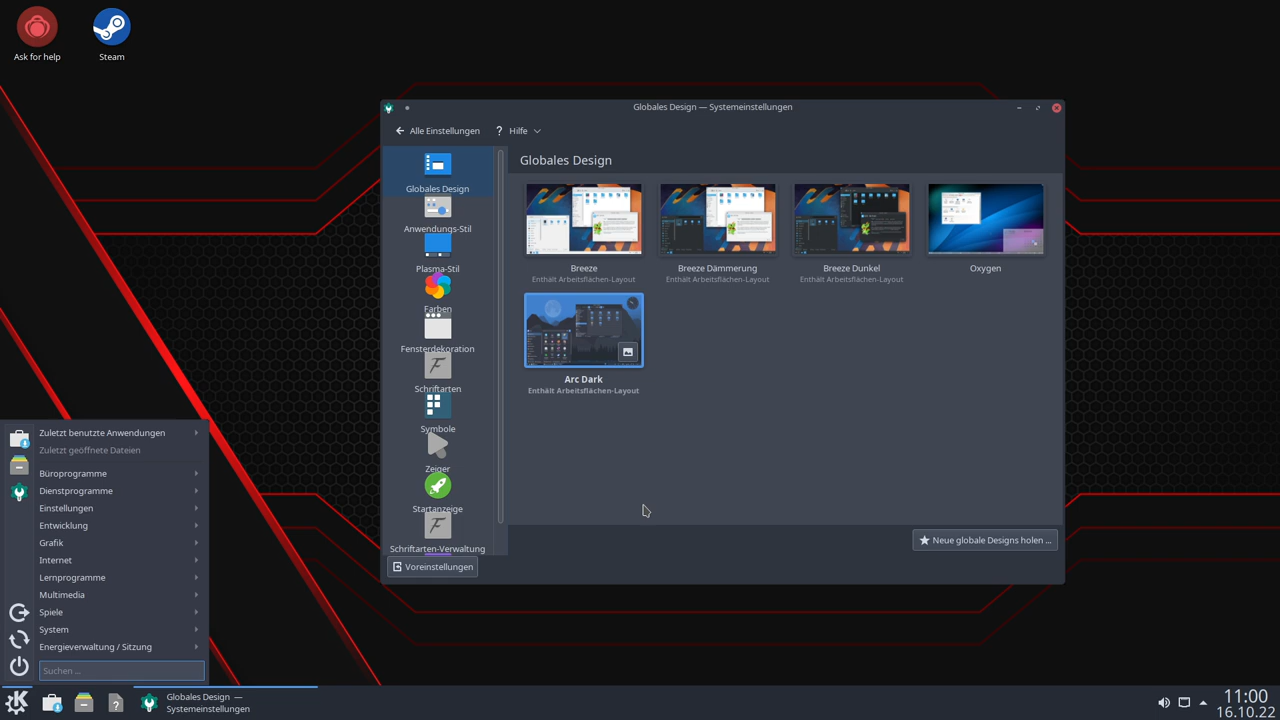 Ask for help
Steam
Globales Design — Systemeinstellungen
Alle Einstellungen
? Hilfe
Globales Design
Anwendungs-Stil
Plasma-Stil
Farben
Fensterdekoration
Schriftarten
Symbole
Zeiger
Startanzeige
Schriftarten-Verwaltung
Voreinstellungen
Globales Design
Breeze
Enthält Arbeitsflächen-Layout
Breeze Dämmerung
Enthält Arbeitsflächen-Layout
Breeze Dunkel
Enthält Arbeitsflächen-Layout
Oxygen
Arc Dark
Enthält Arbeitsflächen-Layout
Neue globale Designs holen ...
Zuletzt benutzte Anwendungen
Zuletzt geöffnete Dateien
Büroprogramme
Dienstprogramme
Einstellungen
Entwicklung
Grafik
Internet
Lernprogramme
Multimedia
Spiele
System
Energieverwaltung / Sitzung
Suchen ...
Globales Design —
Systemeinstellungen
11:00
16.10.22